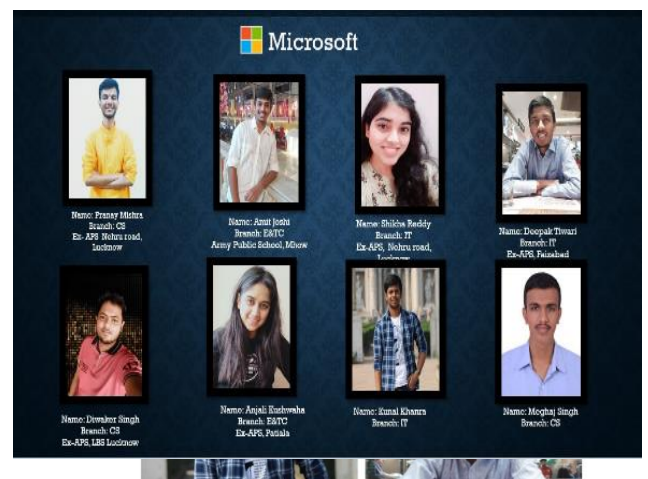 Microsoft
Name: Pranay Mishra
Branch: CS
Ex- APS Nehru road,
Lucknow
Name: Amit Joshi
Branch: E&TC
Army Public School, Mhow
Name: Shikha Reddy
Branch: IT
Ex-APS, Nehru road,
Lucknow
Name: Deepak Tiwari
Branch: IT
Ex-APS, Faizabad
Name: Diwaker Singh
Branch: CS
Ex-APS, LBS Lucknow
Name: Anjali Kushwaha
Branch: E&TC
Ex-APS, Patiala
Name: Kunal Khanra
Branch: IT
Name: Meghaj Singh
Branch: CS